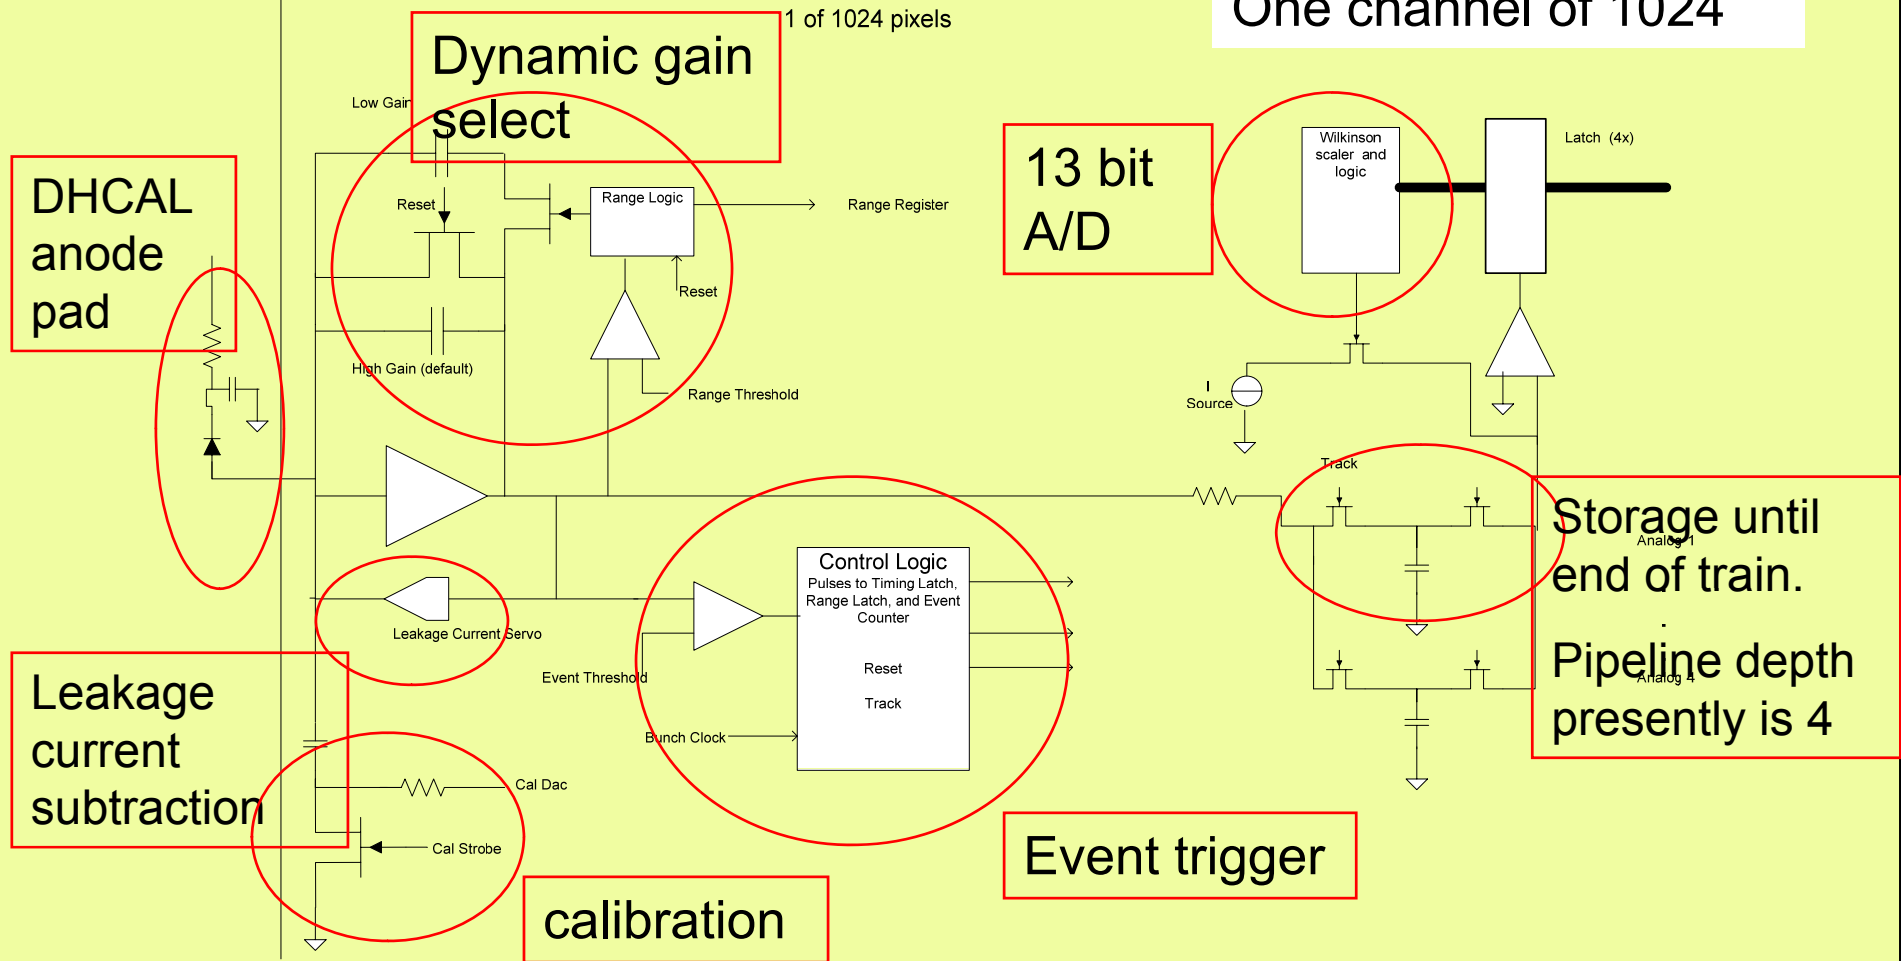 1 of 1024 pixels
One channel of 1024
Dynamic gain
select
Low Gain
Reset
Range Logic
Range Register
Reset
High Gain (default)
Range Threshold
DHCAL
anode
pad
13 bit
A/D
Wilkinson
scaler and
logic
Latch (4x)
I
Source
Track
Storage until
Analog 1
end of train.
.
.
Pipeline depth
Analog 4
presently is 4
Control Logic
Pulses to Timing Latch,
Range Latch, and Event
Counter
Reset
Track
Leakage Current Servo
Event Threshold
Bunch Clock
Leakage
current
subtraction
Cal Dac
Cal Strobe
Event trigger
calibration